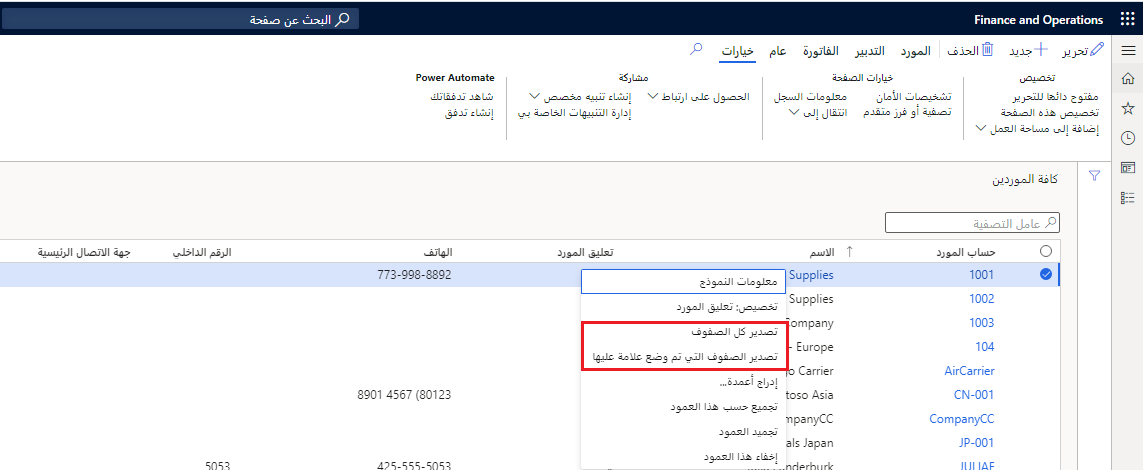 Finance and Operations
البحث عن صفحة
تحرير
جديد
الحذف
المورد
التدبير
الفاتورة
عام
خيارات
تخصيص
مفتوح دائها للتحرير
تخصيص هذه الصفحة
إضافة إلى مساحة العمل
خيارات الصفحة
تشخيصات الأمان
تصفية أو فرز متقدم
معلومات السجل
انتقال إلى
مشاركة
الحصول على ارتباط
إنشاء تنبيه مخصص
إدارة التنبيهات الخاصة بي
Power Automate
شاهد تدفقاتك
إنشاء تدفق
كافة الموردين
عامل التصفية
حساب المورد
الاسم
تعليق المورد
الهاتف
الرقم الداخلي
جهة الاتصال الرئيسية
1001
Supplies
773-998-8892
1002
Supplies
1003
Company
104
- Europe
AirCarrier
Carrier
CN-001
toso Asia
8901 4567 (80123
CompanyCC
mpanyCC
JP-001
als Japan
425-555-5053
5053
معلومات النموذج
تخصيص: تعليق المورد
تصدير كل الصفوف
تصدير الصفوف التي تم وضع علامة عليها
إدراج أعمدة...
تجميع حسب هذا العمود
تجميد العمود
إخفاء هذا العمود